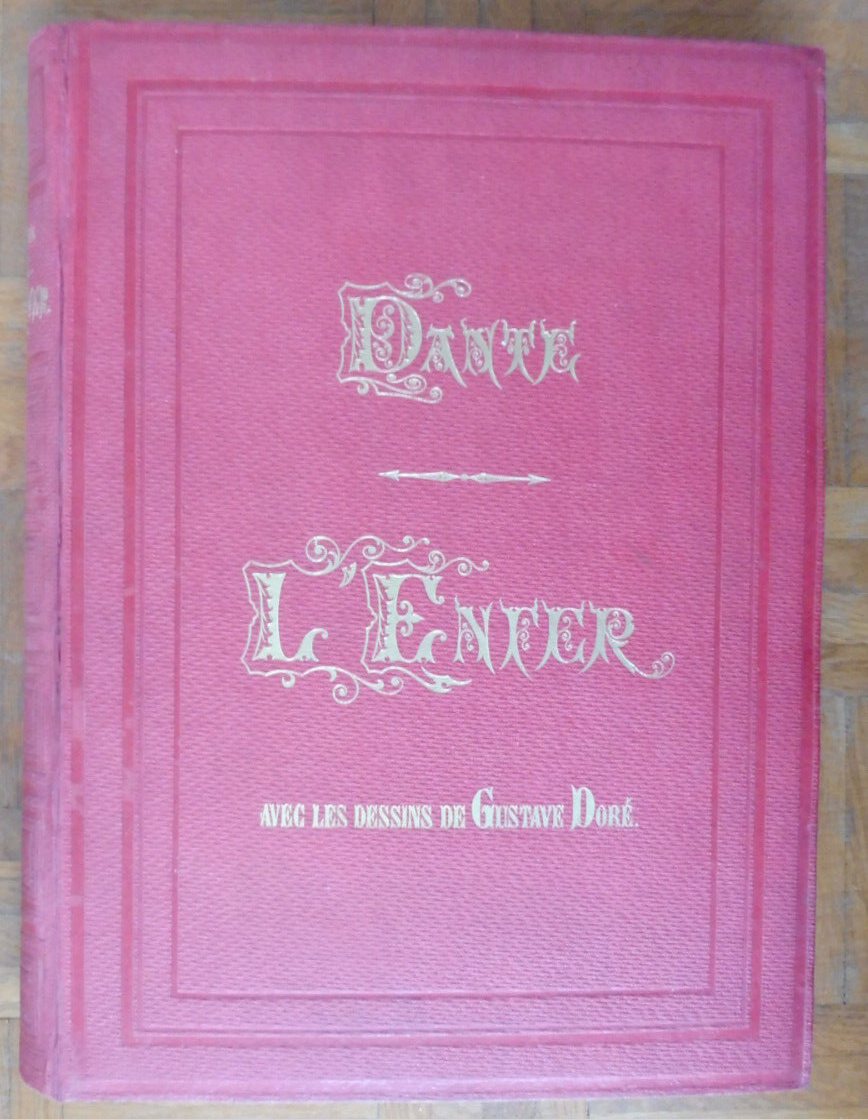 Dante
L'Enfer
avec les dessins de Gustave Doré.